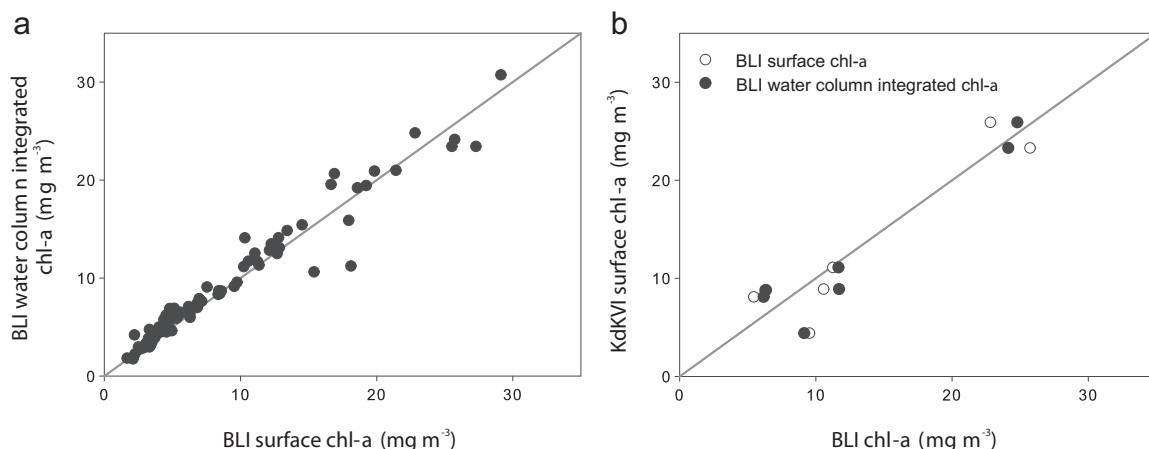 a
BLI water column integrated
chl-a (mg m⁻³)
30
20
10
0
0
10
20
30
BLI surface chl-a (mg m⁻³)
b
BLI surface chl-a
BLI water column integrated chl-a
KdKVI surface chl-a (mg m⁻³)
30
20
10
0
0
10
20
30
BLI chl-a (mg m⁻³)